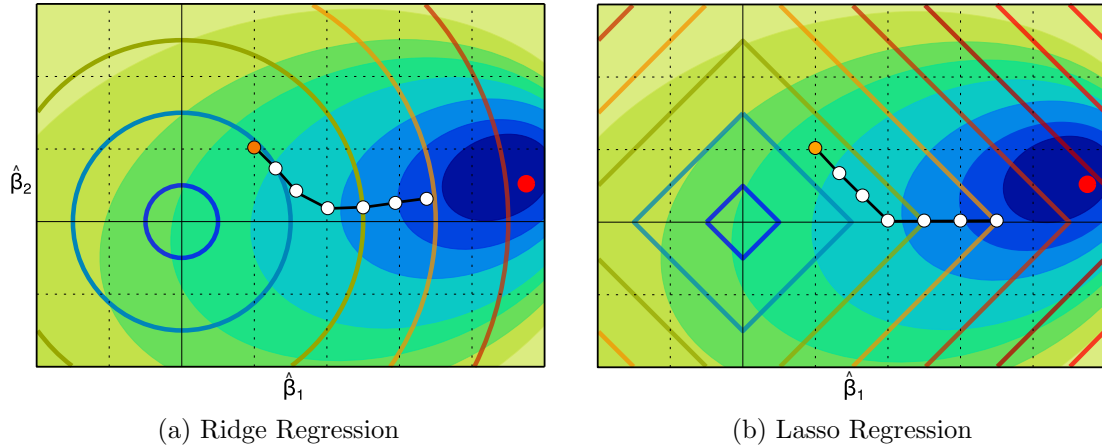 β̂₂
β̂₁
β̂₁
(a) Ridge Regression
(b) Lasso Regression